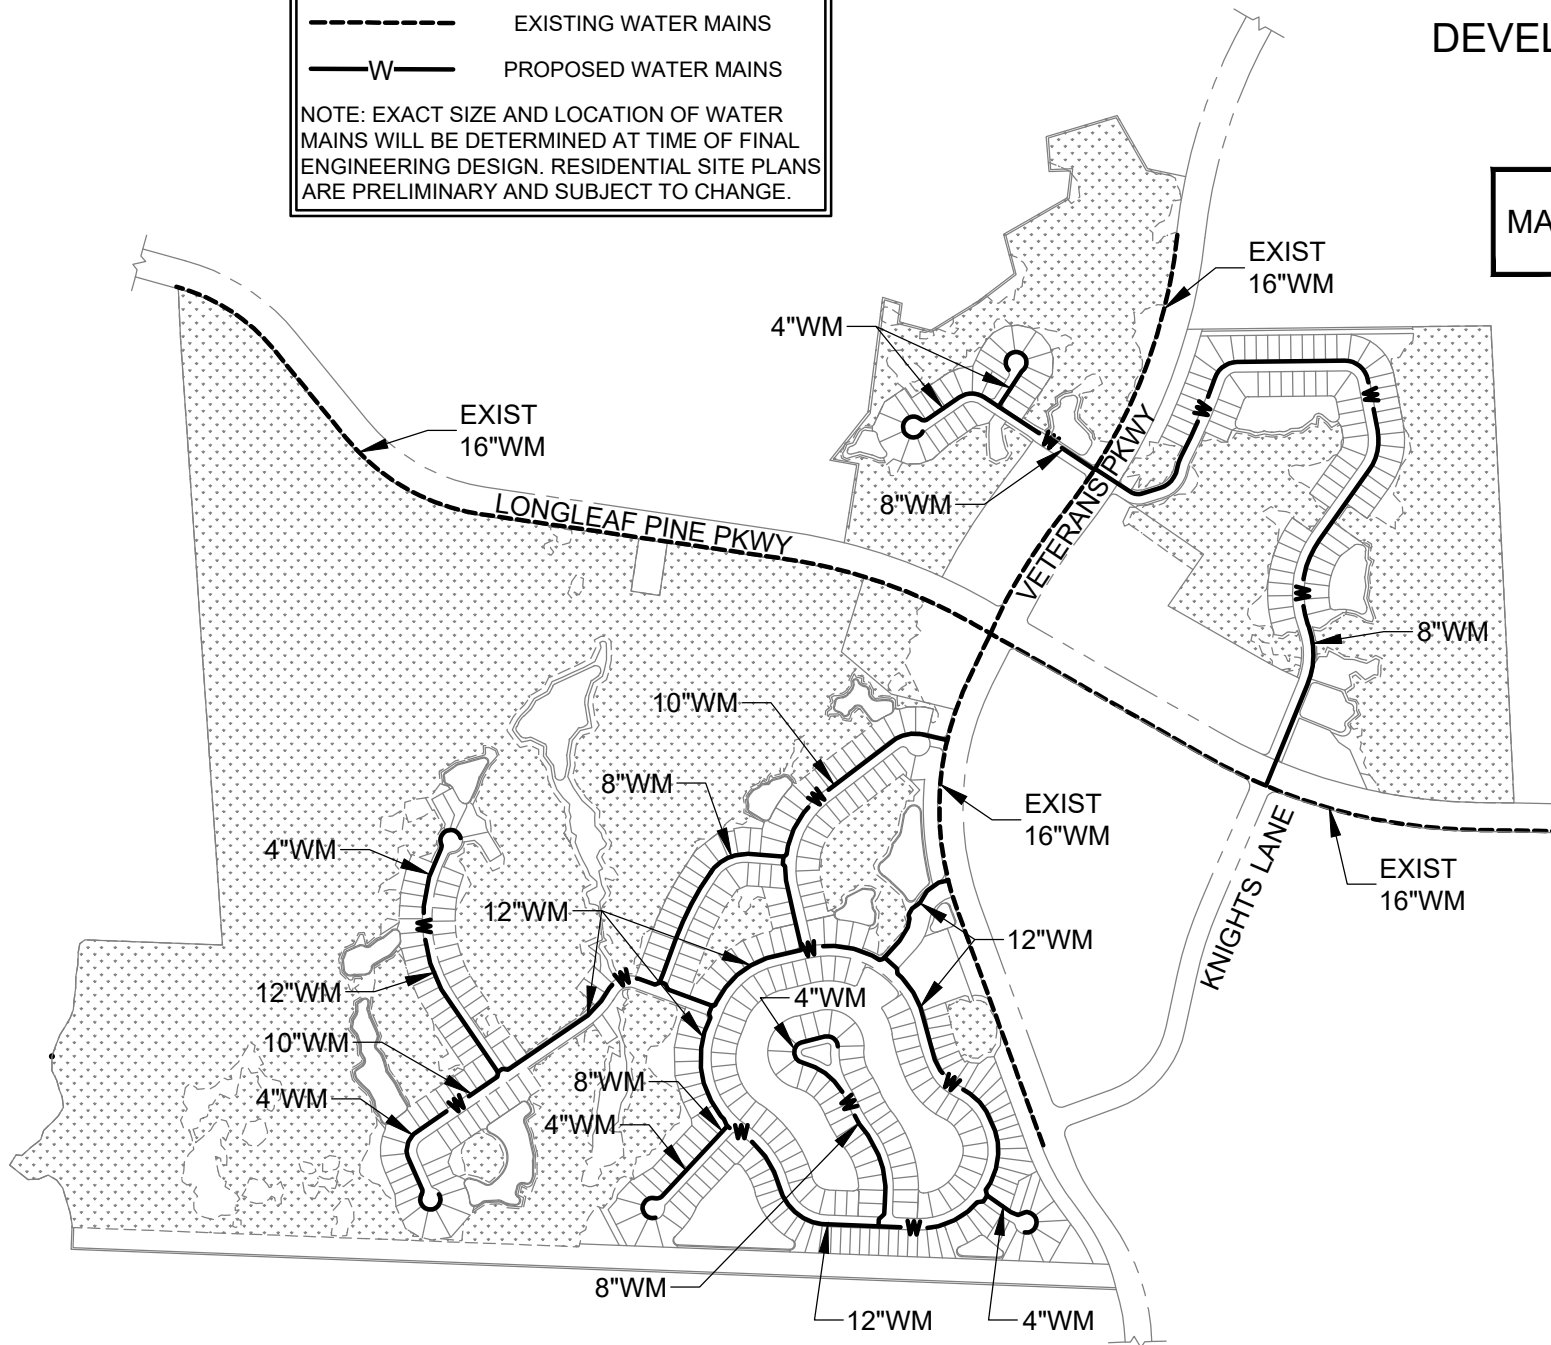 EXISTING WATER MAINS
W PROPOSED WATER MAINS
NOTE: EXACT SIZE AND LOCATION OF WATER
MAINS WILL BE DETERMINED AT TIME OF FINAL
ENGINEERING DESIGN. RESIDENTIAL SITE PLANS
ARE PRELIMINARY AND SUBJECT TO CHANGE.
DEVEL
MA
EXIST
16"WM
4"WM
EXIST
16"WM
W
W
W
8"WM
VETERANS PKWY
LONGLEAF PINE PKWY
W
8"WM
10"WM
8"WM
W
EXIST
16"WM
4"WM
EXIST
16"WM
KNIGHTS LANE
12"WM
W
12"WM
W
W
12"WM
4"WM
10"WM
8"WM
W
W
W
4"WM
4"WM
W
W
8"WM
12"WM
4"WM